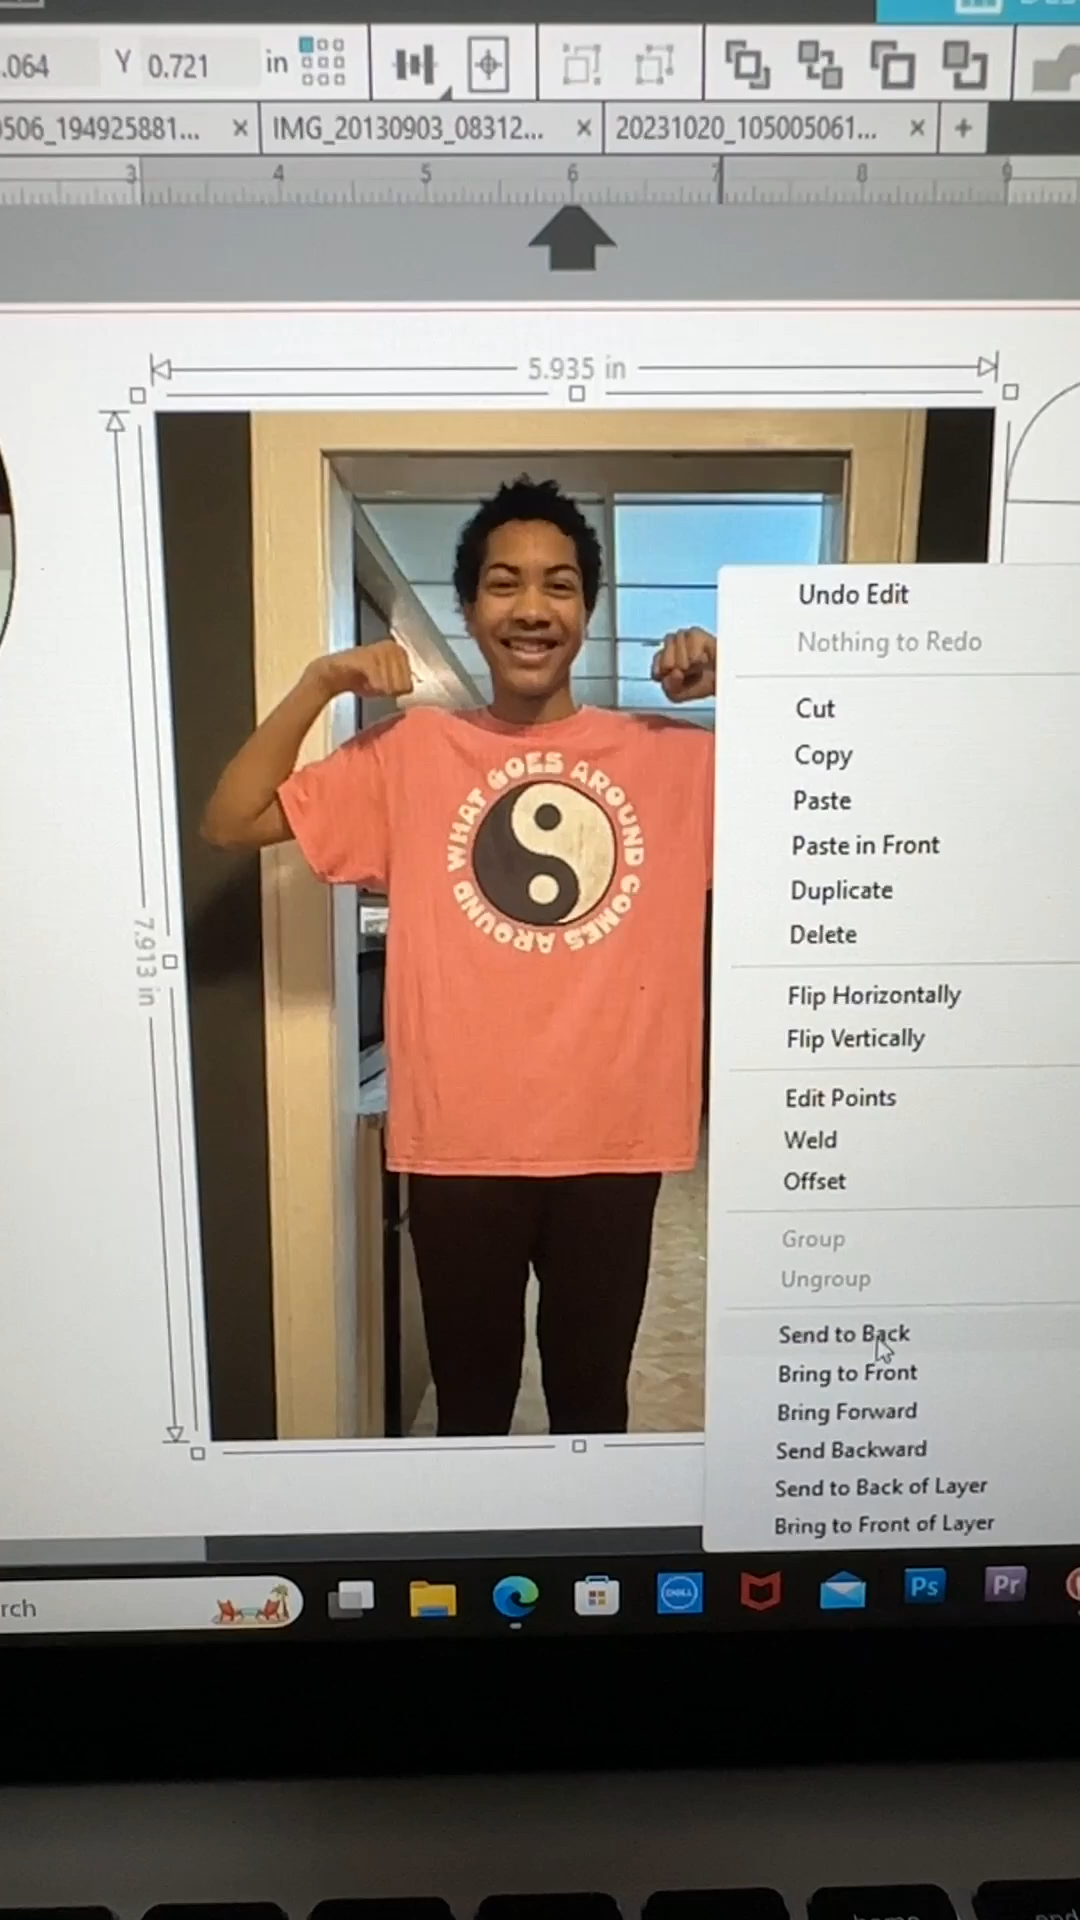 .064
Y 0.721 in
506_194925881...
IMG_20130903_08312...
20231020_105005061...
3 4 5 6 7 8 9
5.935 in
7.913 in
WHAT GOES AROUND COMES AROUND
Undo Edit
Nothing to Redo
Cut
Copy
Paste
Paste in Front
Duplicate
Delete
Flip Horizontally
Flip Vertically
Edit Points
Weld
Offset
Group
Ungroup
Send to Back
Bring to Front
Bring Forward
Send Backward
Send to Back of Layer
Bring to Front of Layer
rch
DELL
Ps
Pr